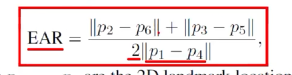 EAR = ‖p2 − p6‖ + ‖p3 − p5‖ / 2‖p1 − p4‖,
are the 2D landmark location